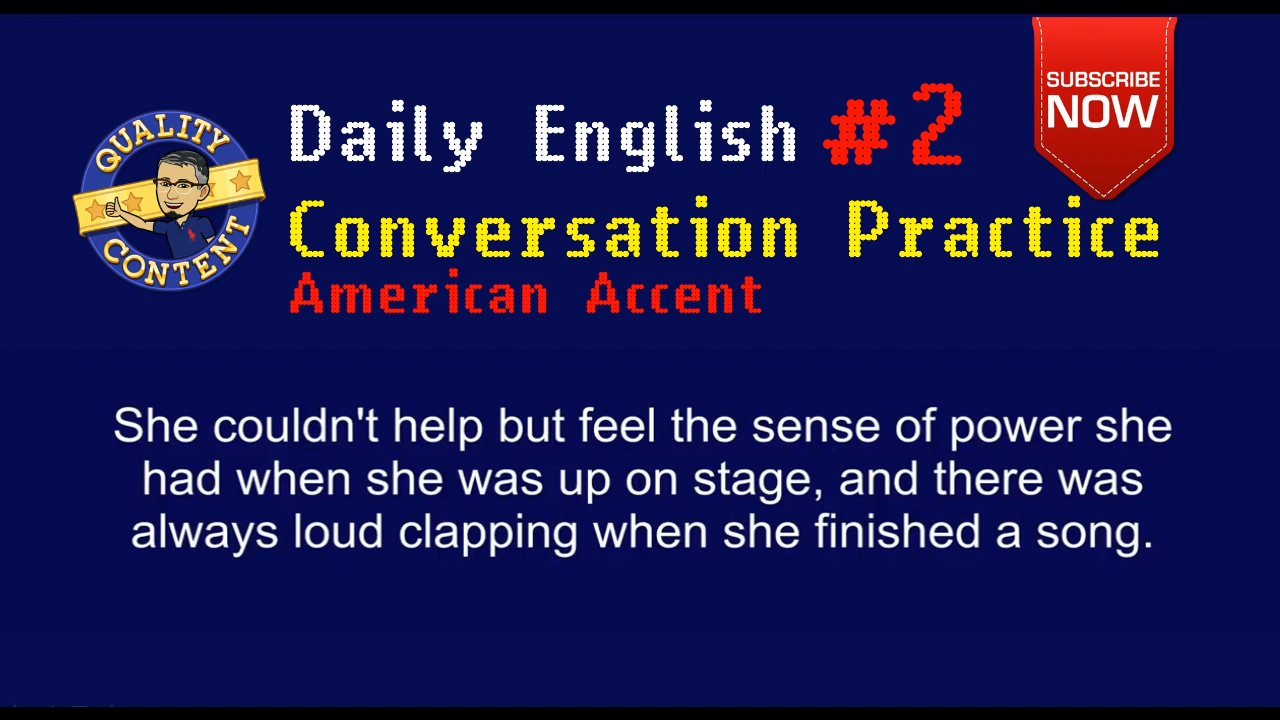 QUALITY
CONTENT
Daily English #2
Conversation Practice
American Accent
SUBSCRIBE
NOW
She couldn't help but feel the sense of power she
had when she was up on stage, and there was
always loud clapping when she finished a song.